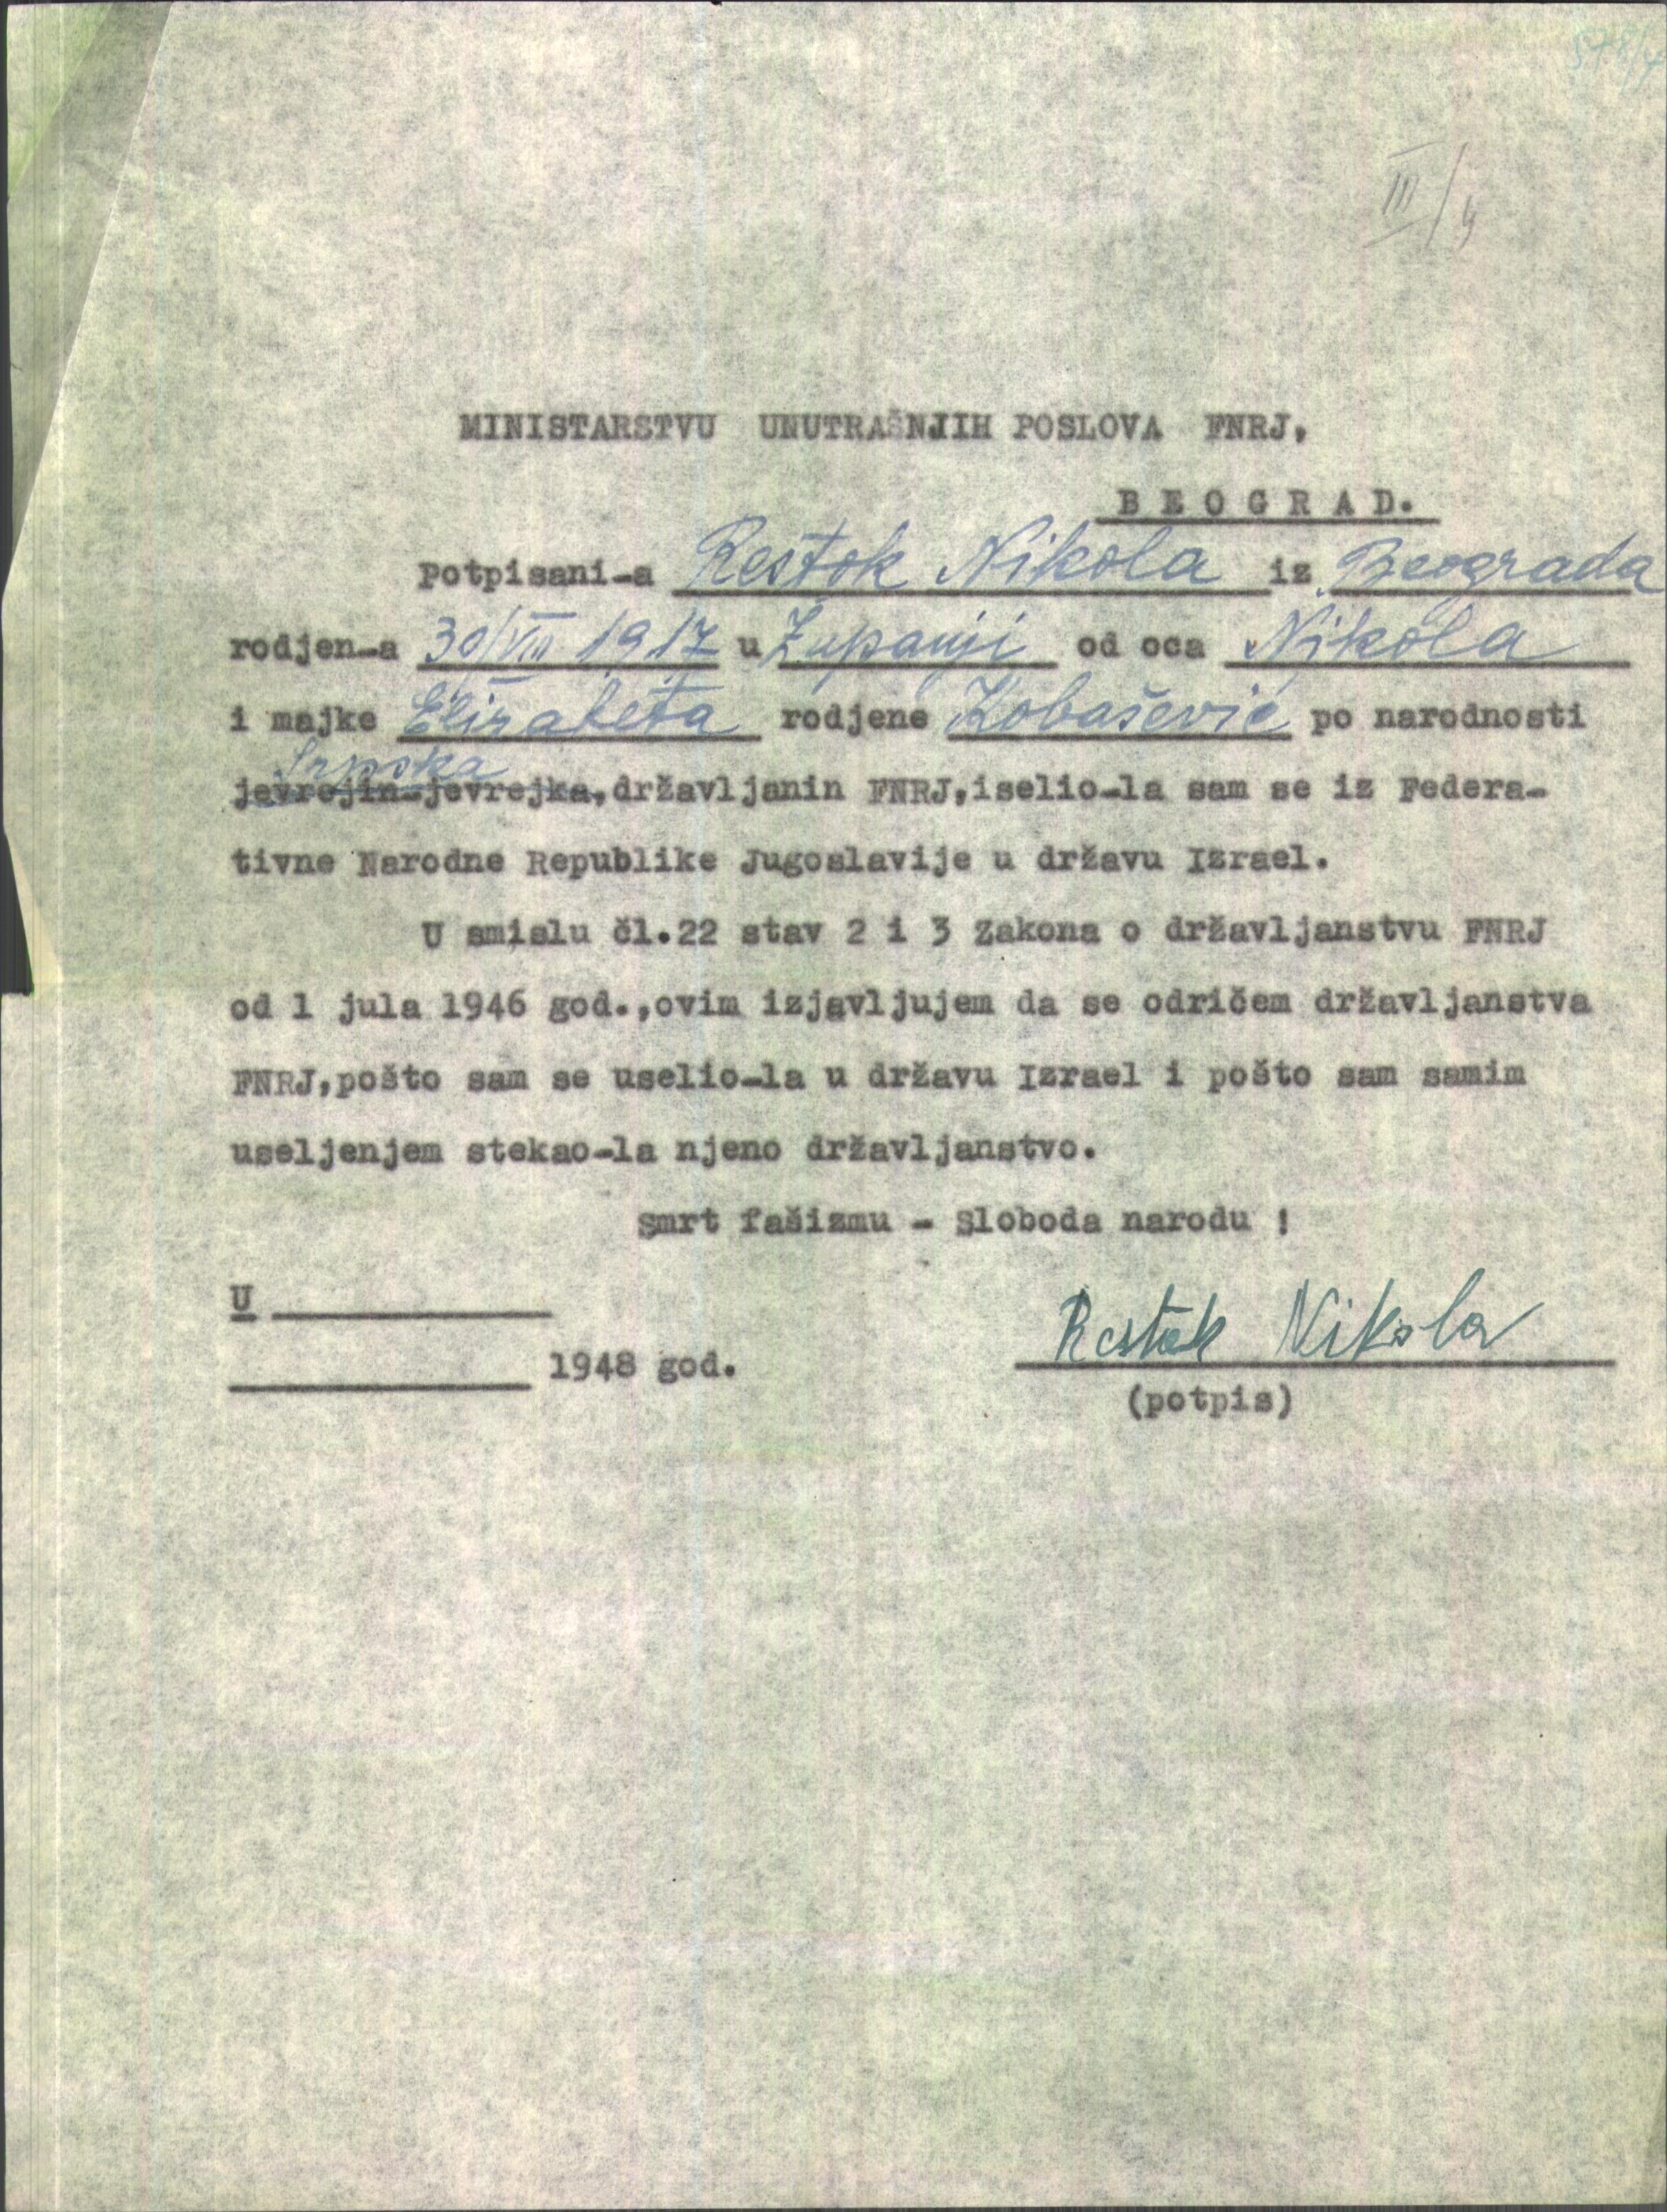 578/4
III/4
MINISTARSTVU UNUTRAŠNJIH POSLOVA FNRJ,
BEOGRAD.
Potpisani-a Restok Nikola iz Beograda
rodjen-a 30/VIII 1917 u Županji od oca Nikola
i majke Elizabeta rodjene Kobašević po narodnosti
Srpska
jevrejin-jevrejka,državljanin FNRJ,iselio-la sam se iz Federa-
tivne Narodne Republike Jugoslavije u državu Izrael.
U smislu čl.22 stav 2 i 3 Zakona o državljanstvu FNRJ
od 1 jula 1946 god.,ovim izjavljujem da se odričem državljanstva
FNRJ,pošto sam se uselio-la u državu Izrael i pošto sam samim
useljenjem stekao-la njeno državljanstvo.
Smrt fašizmu - Sloboda narodu !
U
Restok Nikola
1948 god.
(potpis)